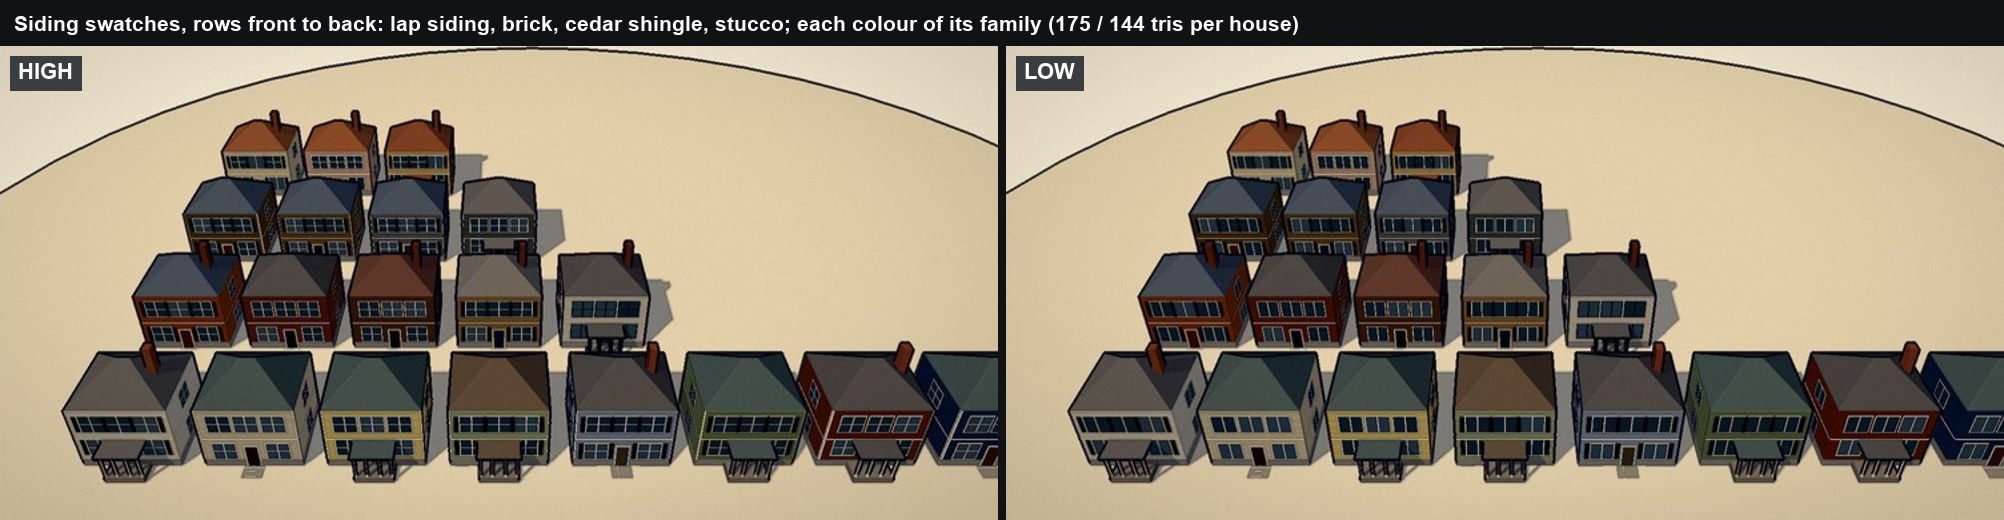 Siding swatches, rows front to back: lap siding, brick, cedar shingle, stucco; each colour of its family (175 / 144 tris per house)
HIGH
LOW